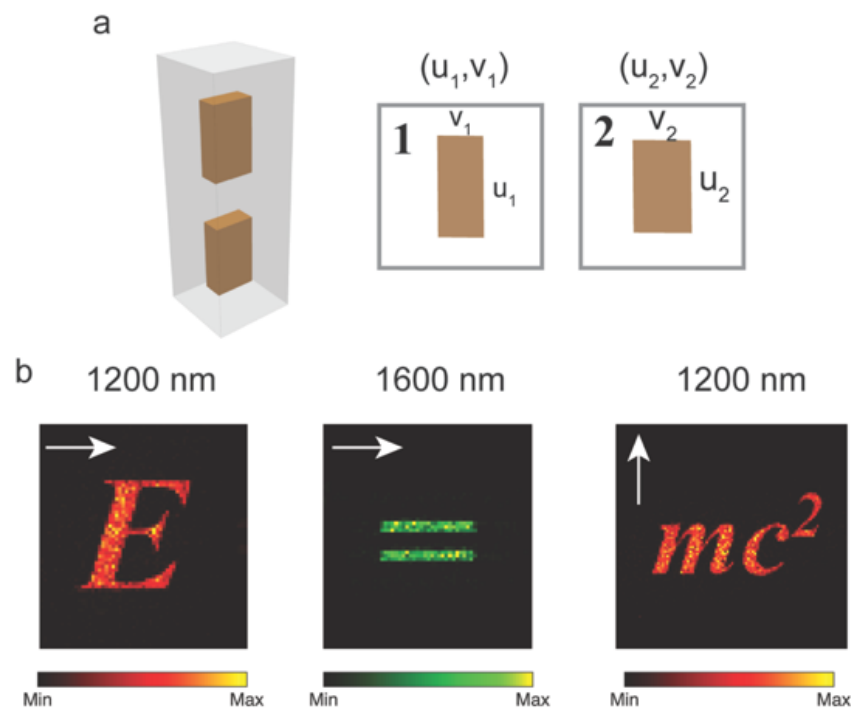 a
(u₁,v₁) (u₂,v₂)
1 v₁ u₁
2 v₂ u₂
b
1200 nm 1600 nm 1200 nm
E = mc²
Min Max Min Max Min Max